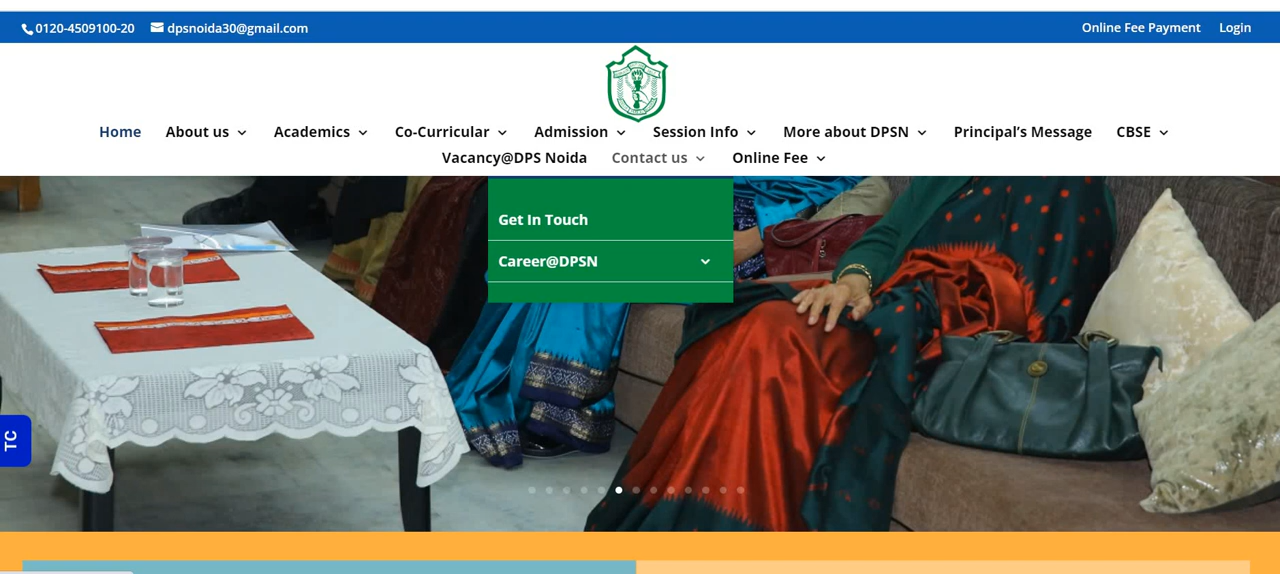 0120-4509100-20 dpsnoida30@gmail.com Online Fee Payment Login
Home About us Academics Co-Curricular Admission Session Info More about DPSN Principal’s Message CBSE
Vacancy@DPS Noida Contact us Online Fee
Get In Touch
Career@DPSN
TC